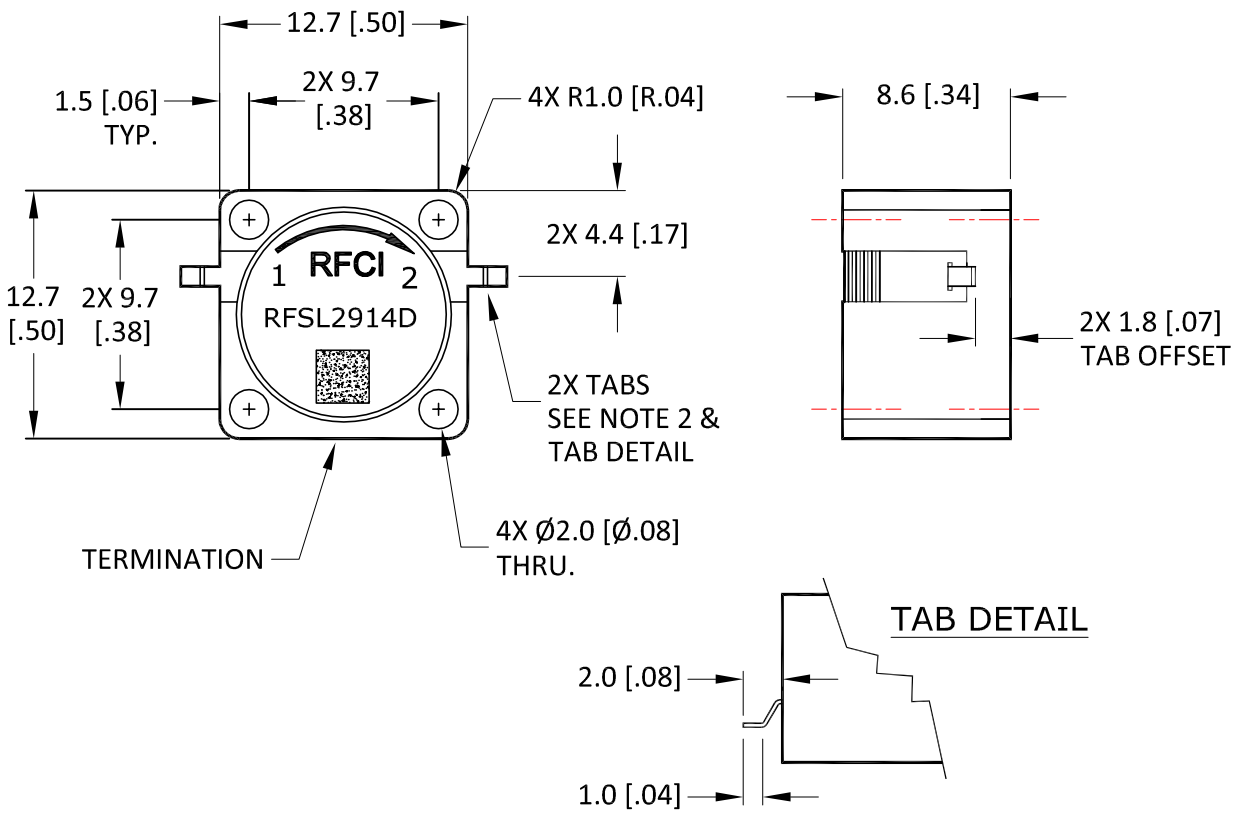 12.7 [.50]
1.5 [.06]
TYP.
2X 9.7
[.38]
4X R1.0 [R.04]
8.6 [.34]
2X 4.4 [.17]
12.7
[.50]
2X 9.7
[.38]
1
RFCI
2
RFSL2914D
2X 1.8 [.07]
TAB OFFSET
2X TABS
SEE NOTE 2 &
TAB DETAIL
TERMINATION
4X Ø2.0 [Ø.08]
THRU.
TAB DETAIL
2.0 [.08]
1.0 [.04]